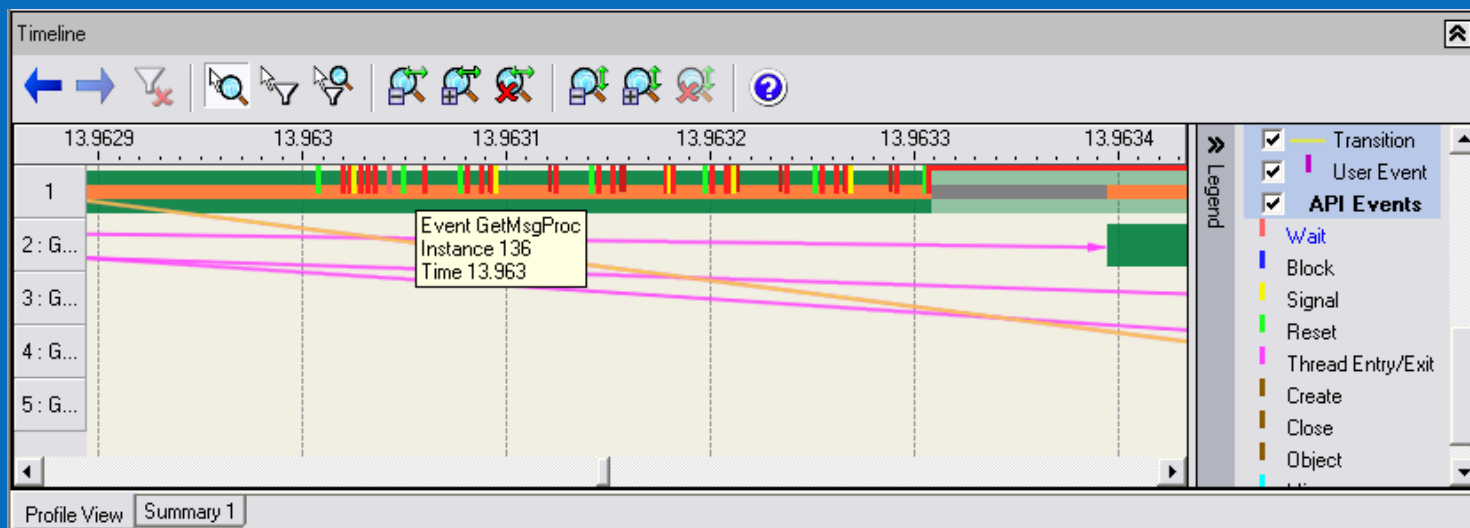 Timeline
13.9629 13.963 13.9631 13.9632 13.9633 13.9634
1
2 : G...
3 : G...
4 : G...
5 : G...
Event GetMsgProc
Instance 136
Time 13.963
Legend
Transition
User Event
API Events
Wait
Block
Signal
Reset
Thread Entry/Exit
Create
Close
Object
Profile View Summary 1